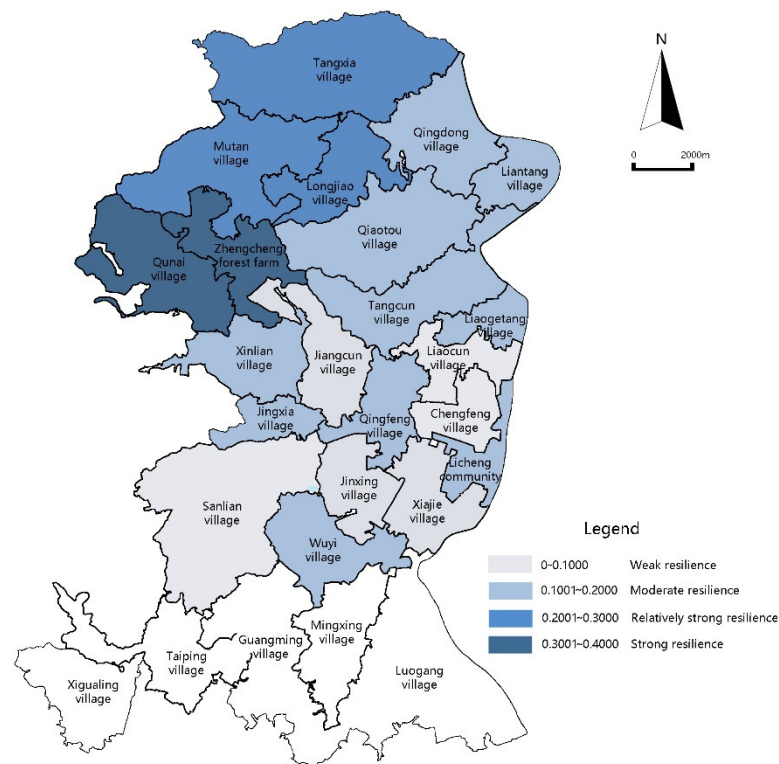 N
0 2000m
Tangxia
village
Qingdong
village
Mutan
village
Longjiao
village
Liantang
village
Qiaotou
village
Zhengcheng
forest farm
Qunai
village
Tangcun
village
Liaogetang
village
Xinlian
village
Jiangcun
village
Liaocun
village
Jingxia
village
Qingfeng
village
Chengfeng
village
Licheng
community
Jinxing
village
Sanlian
village
Xiajie
village
Wuyi
village
Mingxing
village
Guangming
village
Taiping
village
Luogang
village
Xigualing
village
Legend
0~0.1000 Weak resilience
0.1001~0.2000 Moderate resilience
0.2001~0.3000 Relatively strong resilience
0.3001~0.4000 Strong resilience